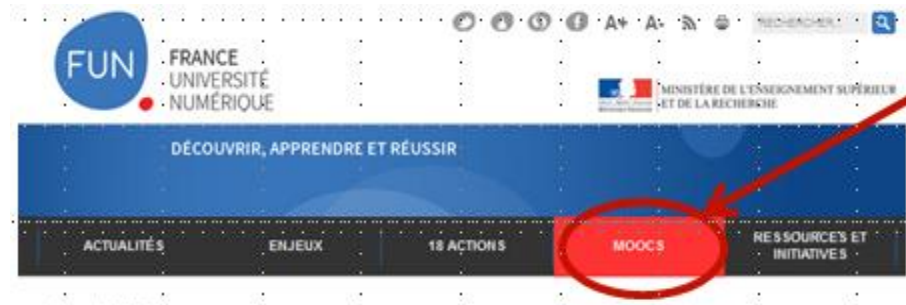 A+ A-
RECHERCHER
FUN
FRANCE
UNIVERSITÉ
NUMÉRIQUE
MINISTÈRE DE L'ENSEIGNEMENT SUPÉRIEUR
ET DE LA RECHERCHE
DÉCOUVRIR, APPRENDRE ET RÉUSSIR
ACTUALITÉS
ENJEUX
18 ACTIONS
MOOCS
RESSOURCES ET
INITIATIVES